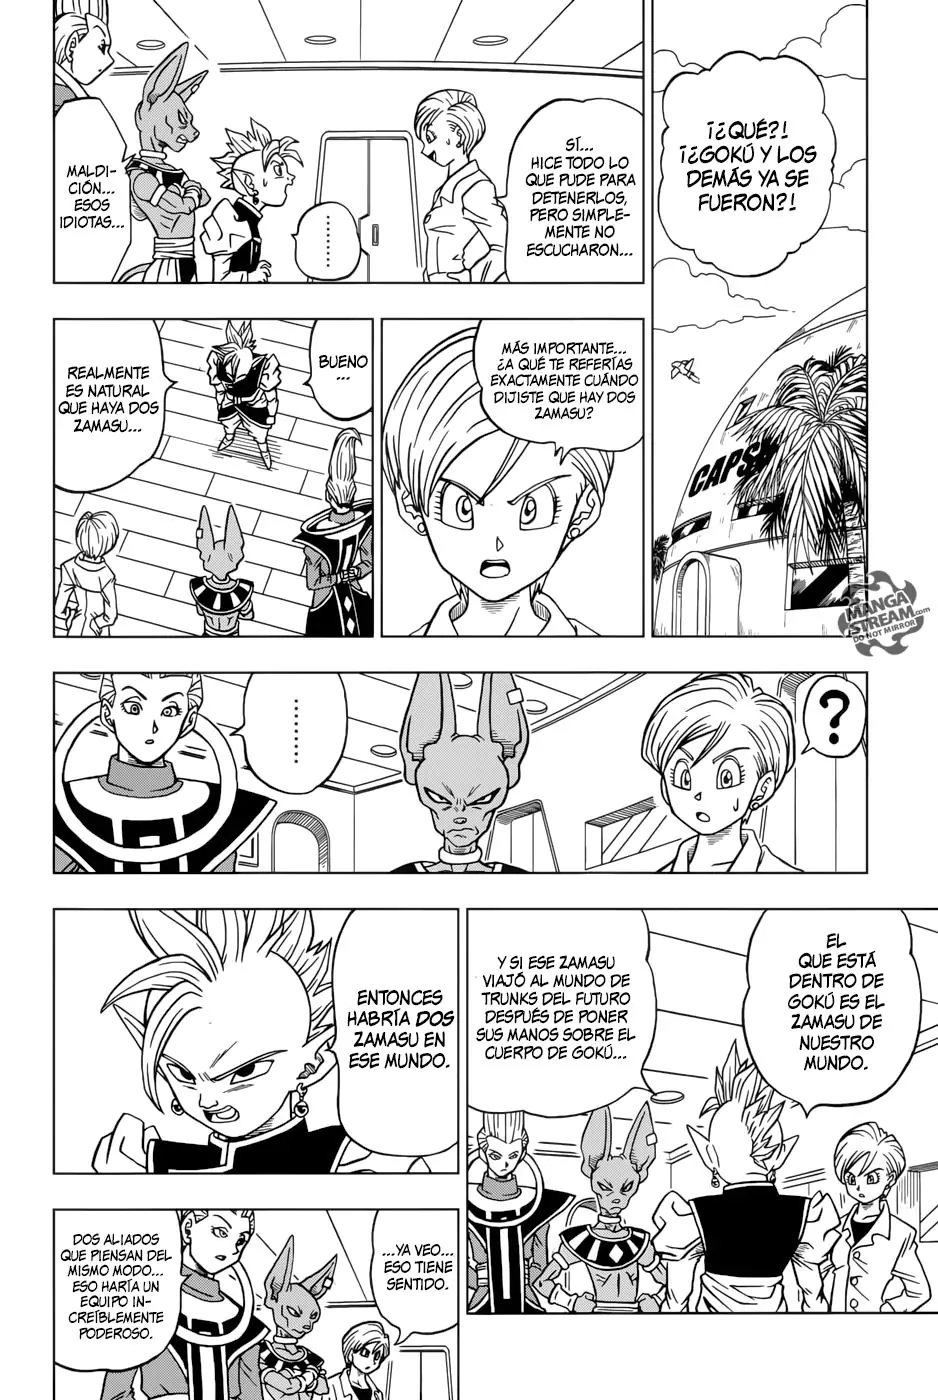 ¡¿QUÉ?!
¡¿GOKÚ Y LOS
DEMÁS YA SE
FUERON?!
SÍ...
HICE TODO LO
QUE PUDE PARA
DETENERLOS,
PERO SIMPLE-
MENTE NO
ESCUCHARON...
......
MALDI-
CIÓN...
ESOS
IDIOTAS...
CAPS
MANGA
STREAM.com
DO NOT MIRROR
MÁS IMPORTANTE...
¿A QUÉ TE REFERÍAS
EXACTAMENTE CUÁNDO
DIJISTE QUE HAY DOS
ZAMASU?
BUENO
...
REALMENTE
ES NATURAL
QUE HAYA DOS
ZAMASU...
?
.........
EL
QUE ESTÁ
DENTRO DE
GOKÚ ES EL
ZAMASU DE
NUESTRO
MUNDO.
Y SI ESE ZAMASU
VIAJÓ AL MUNDO DE
TRUNKS DEL FUTURO
DESPUÉS DE PONER
SUS MANOS SOBRE EL
CUERPO DE GOKÚ...
ENTONCES
HABRÍA DOS
ZAMASU EN
ESE MUNDO.
...YA VEO...
ESO TIENE
SENTIDO.
DOS ALIADOS
QUE PIENSAN DEL
MISMO MODO...
ESO HARÍA UN
EQUIPO IN-
CREÍBLEMENTE
PODEROSO.